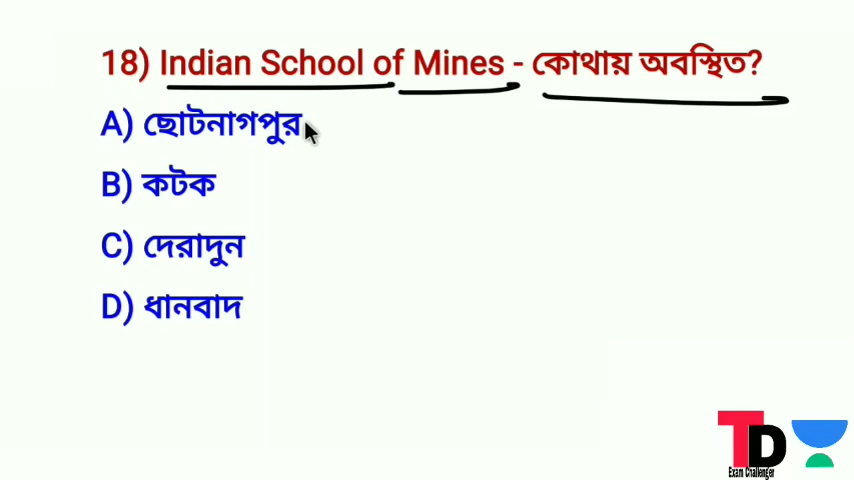 18) Indian School of Mines - কোথায় অবস্থিত?
A) ছোটনাগপুর
B) কটক
C) দেরাদুন
D) ধানবাদ
TD
Exam Challenger